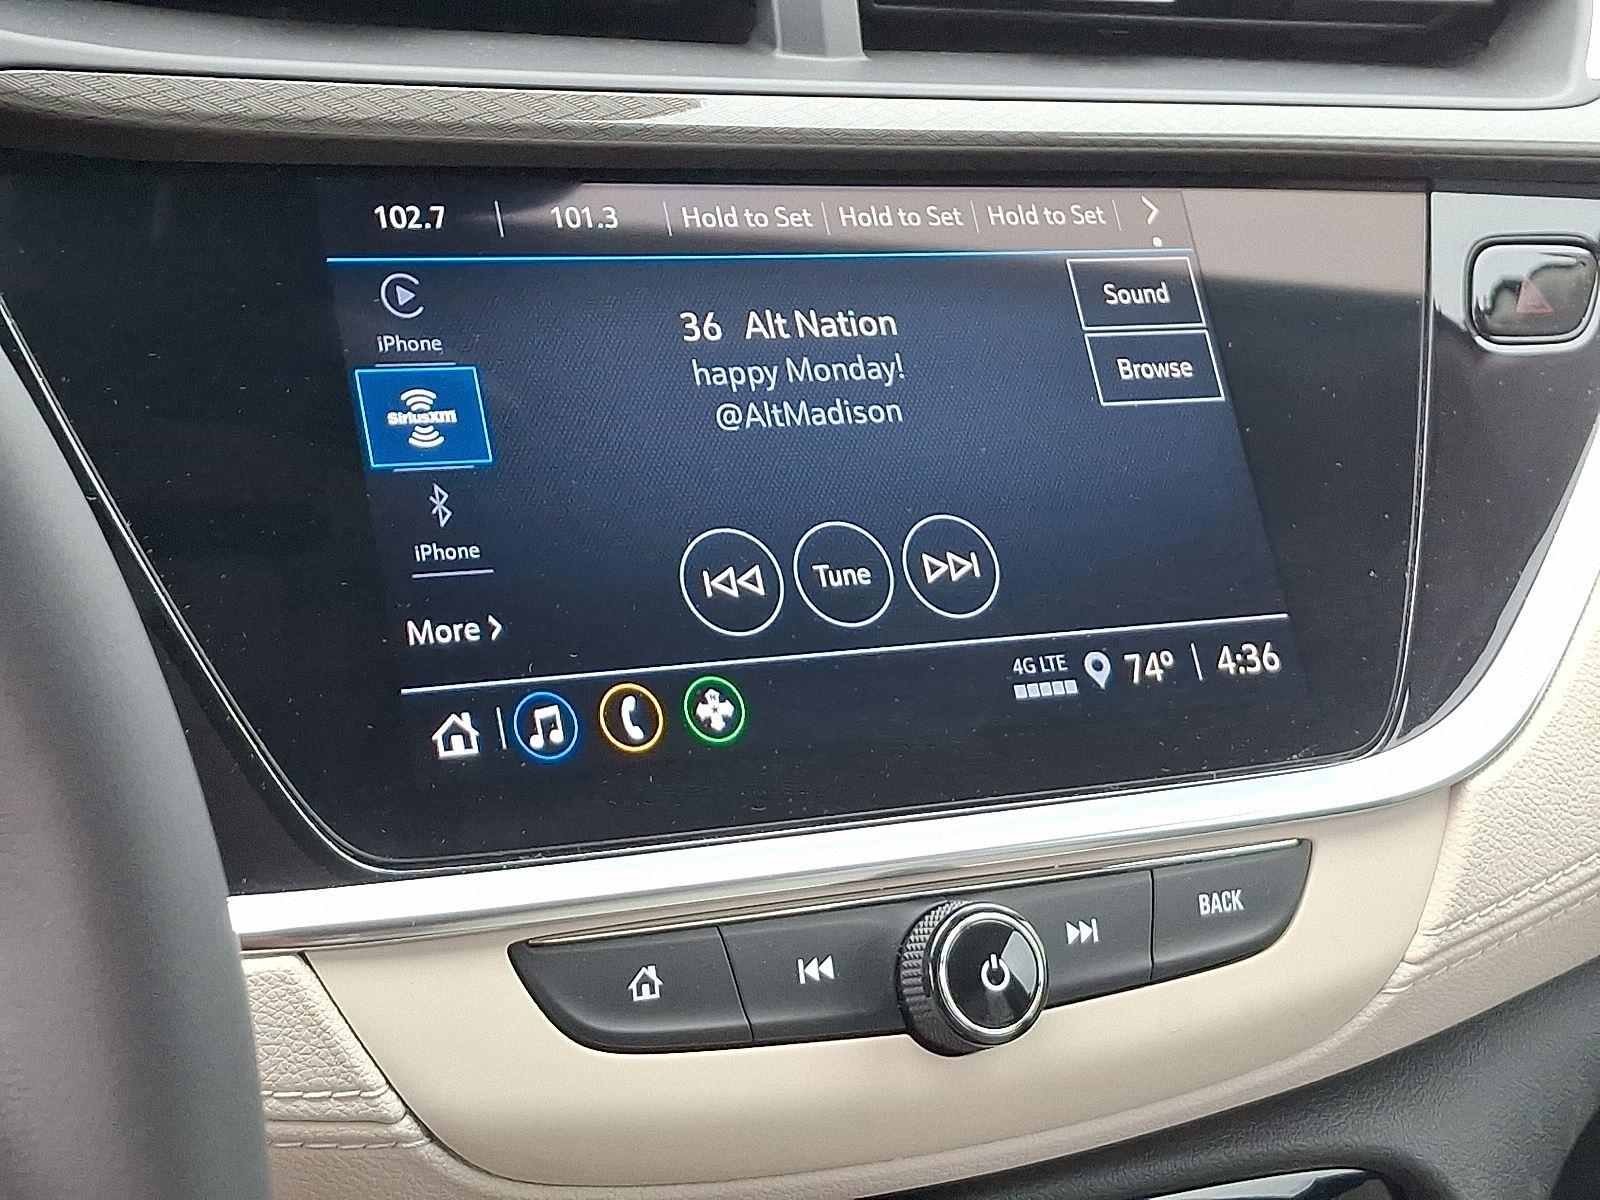 102.7 | 101.3 | Hold to Set | Hold to Set | Hold to Set |
iPhone
SiriusXM
iPhone
More
36 Alt Nation
happy Monday!
@AltMadison
Sound
Browse
Tune
4G LTE 74° | 4:36
BACK